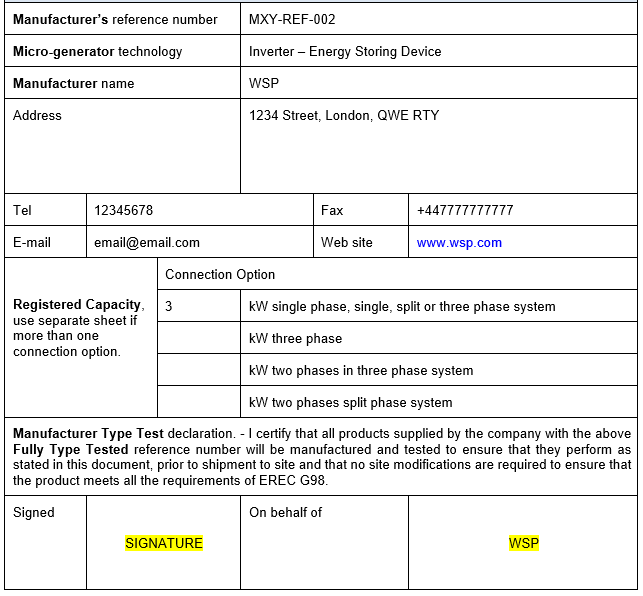 Manufacturer's reference number MXY-REF-002
Micro-generator technology Inverter – Energy Storing Device
Manufacturer name WSP
Address 1234 Street, London, QWE RTY
Tel 12345678 Fax +447777777777
E-mail email@email.com Web site www.wsp.com
Registered Capacity,
use separate sheet if
more than one
connection option.
Connection Option
3 kW single phase, single, split or three phase system
kW three phase
kW two phases in three phase system
kW two phases split phase system
Manufacturer Type Test declaration. - I certify that all products supplied by the company with the above
Fully Type Tested reference number will be manufactured and tested to ensure that they perform as
stated in this document, prior to shipment to site and that no site modifications are required to ensure that
the product meets all the requirements of EREC G98.
Signed SIGNATURE On behalf of WSP